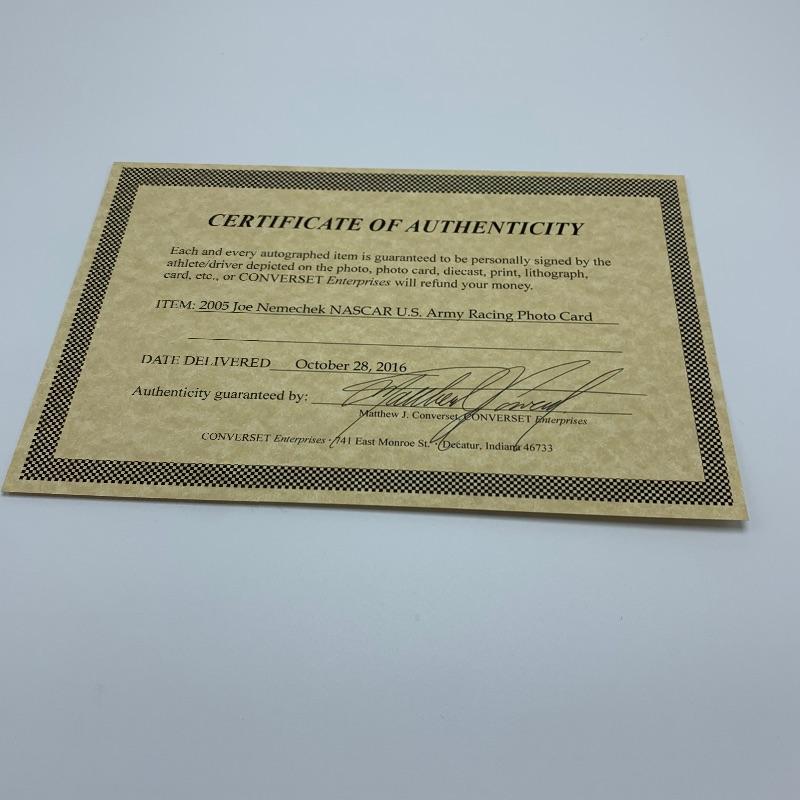 CERTIFICATE OF AUTHENTICITY
Each and every autographed item is guaranteed to be personally signed by the
athlete/driver depicted on the photo, photo card, diecast, print, lithograph,
card, etc., or CONVERSET Enterprises will refund your money.
ITEM: 2005 Joe Nemechek NASCAR U.S. Army Racing Photo Card
DATE DELIVERED October 28, 2016
Authenticity guaranteed by:
Matthew J. Converset, CONVERSET Enterprises
CONVERSET Enterprises · 741 East Monroe St. · Decatur, Indiana 46733